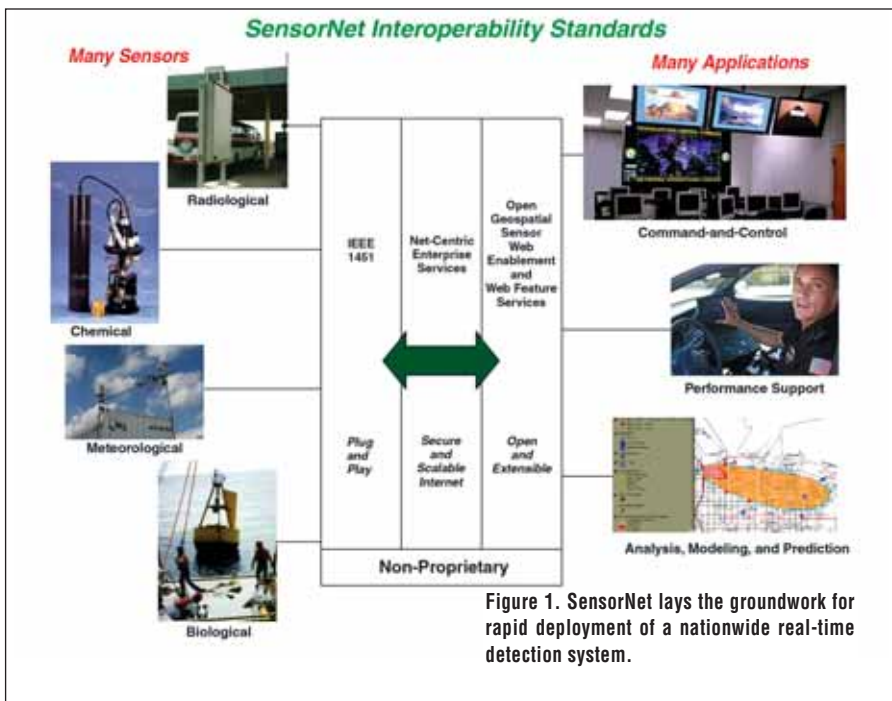 SensorNet Interoperability Standards
Many Sensors
Many Applications
Radiological
Chemical
Meteorological
Biological
IEEE
1451
Net-Centric
Enterprise
Services
Open
Geospatial
Sensor
Web
Enablement
and
Web Feature
Services
Plug
and
Play
Secure
and
Scalable
Internet
Open
and
Extensible
Non-Proprietary
Command-and-Control
Performance Support
Analysis, Modeling, and Prediction
Figure 1. SensorNet lays the groundwork for
rapid deployment of a nationwide real-time
detection system.